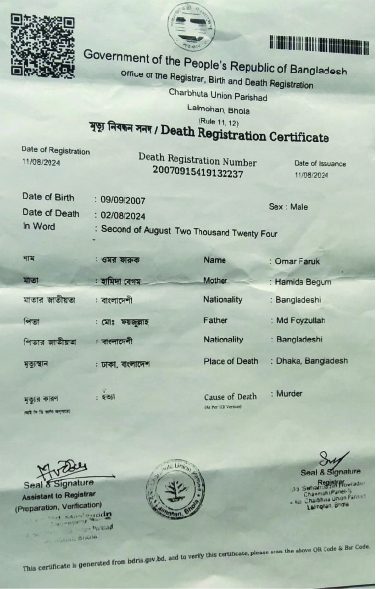 Government of the People's Republic of Bangladesh
Office of the Registrar, Birth and Death Registration
Charbhuta Union Parishad
Lalmohan, Bhola
(Rule 11, 12)
মৃত্যু নিবন্ধন সনদ / Death Registration Certificate
Date of Registration
11/08/2024
Death Registration Number
20070915419132237
Date of Issuance
11/08/2024
Date of Birth : 09/09/2007
Sex : Male
Date of Death : 02/08/2024
In Word : Second of August Two Thousand Twenty Four
নাম : ওমর ফারুক Name : Omar Faruk
মাতা : হামিদা বেগম Mother : Hamida Begum
মাতার জাতীয়তা : বাংলাদেশী Nationality : Bangladeshi
পিতা : মোঃ ফয়জুল্লাহ Father : Md Foyzullah
পিতার জাতীয়তা : বাংলাদেশী Nationality : Bangladeshi
মৃত্যুস্থান : ঢাকা, বাংলাদেশ Place of Death : Dhaka, Bangladesh
মৃত্যুর কারণ : হত্যা Cause of Death : Murder
Seal & Signature
Assistant to Registrar
(Preparation, Verification)
Seal & Signature
Registrar
Lalmohan, Bhola
This certificate is generated from bdris.gov.bd, and to verify this certificate, please scan the above QR Code & Bar Code.